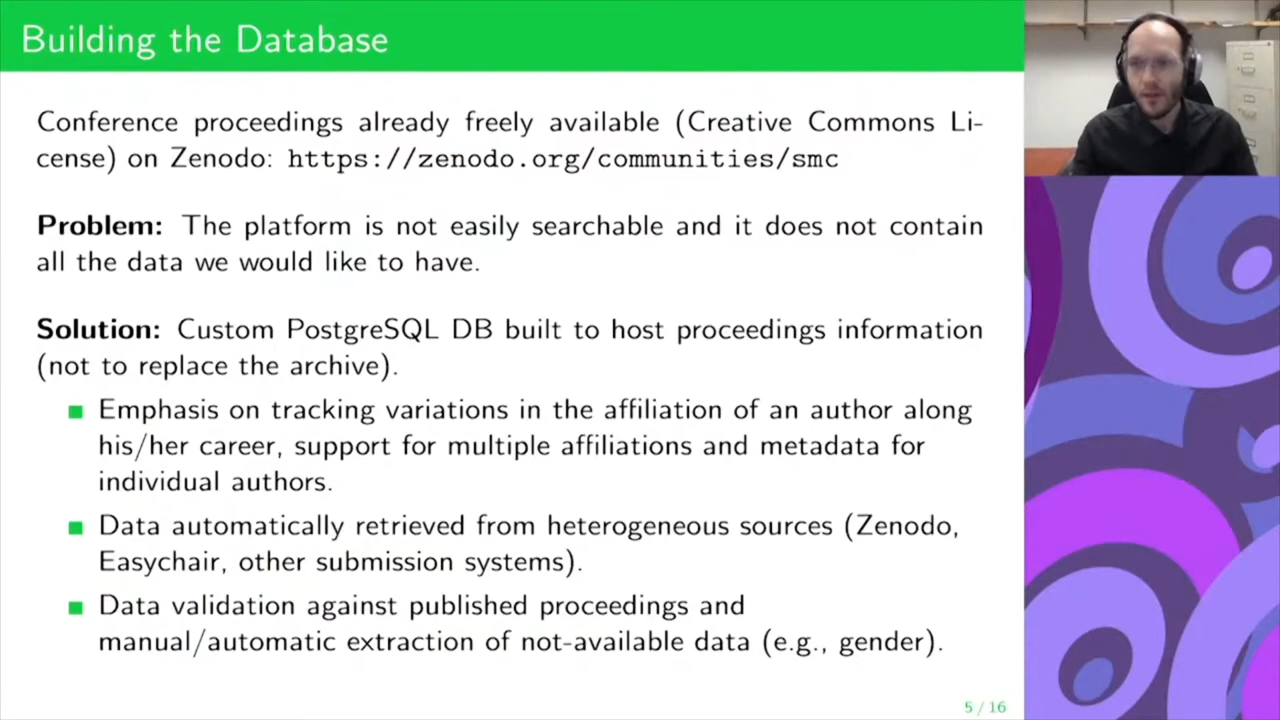 Building the Database
Conference proceedings already freely available (Creative Commons Li-
cense) on Zenodo: https://zenodo.org/communities/smc
Problem: The platform is not easily searchable and it does not contain
all the data we would like to have.
Solution: Custom PostgreSQL DB built to host proceedings information
(not to replace the archive).
Emphasis on tracking variations in the affiliation of an author along
his/her career, support for multiple affiliations and metadata for
individual authors.
Data automatically retrieved from heterogeneous sources (Zenodo,
Easychair, other submission systems).
Data validation against published proceedings and
manual/automatic extraction of not-available data (e.g., gender).
5 / 16